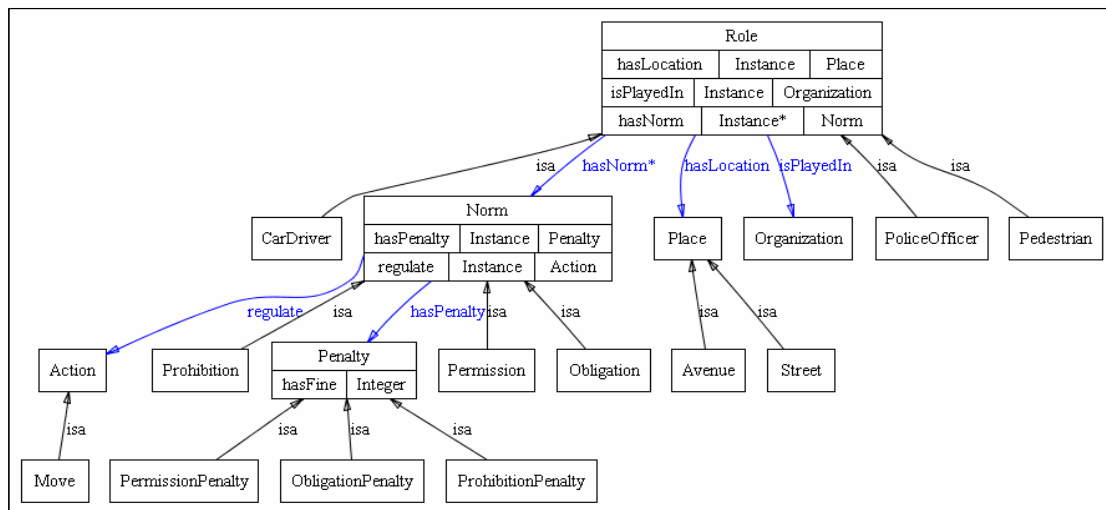 Role
hasLocation Instance Place
isPlayedIn Instance Organization
hasNorm Instance* Norm
isa hasNorm* hasLocation isPlayedIn isa isa
CarDriver
Norm
hasPenalty Instance Penalty
regulate Instance Action
Place
Organization
PoliceOfficer
Pedestrian
regulate isa hasPenalty isa isa isa isa
Action
Prohibition
Penalty
hasFine Integer
Permission
Obligation
Avenue
Street
isa isa isa isa
Move
PermissionPenalty
ObligationPenalty
ProhibitionPenalty